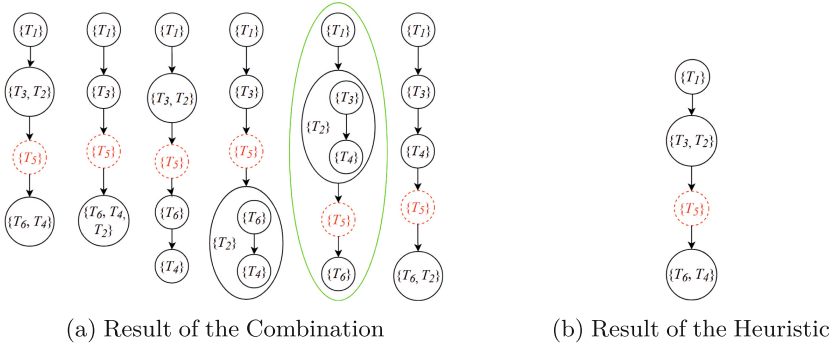 {T1} {T1} {T1} {T1} {T1} {T1}
{T1}
{T3, T2} {T3} {T3, T2} {T3} {T3} {T3}
{T2}
{T3, T2}
{T5} {T5} {T5} {T5} {T4} {T4}
{T5}
{T6, T4} {T6, T4, {T6} {T6} {T5} {T5}
T2}
{T2}
{T4} {T4} {T6} {T6, T2}
{T6, T4}
(a) Result of the Combination
(b) Result of the Heuristic